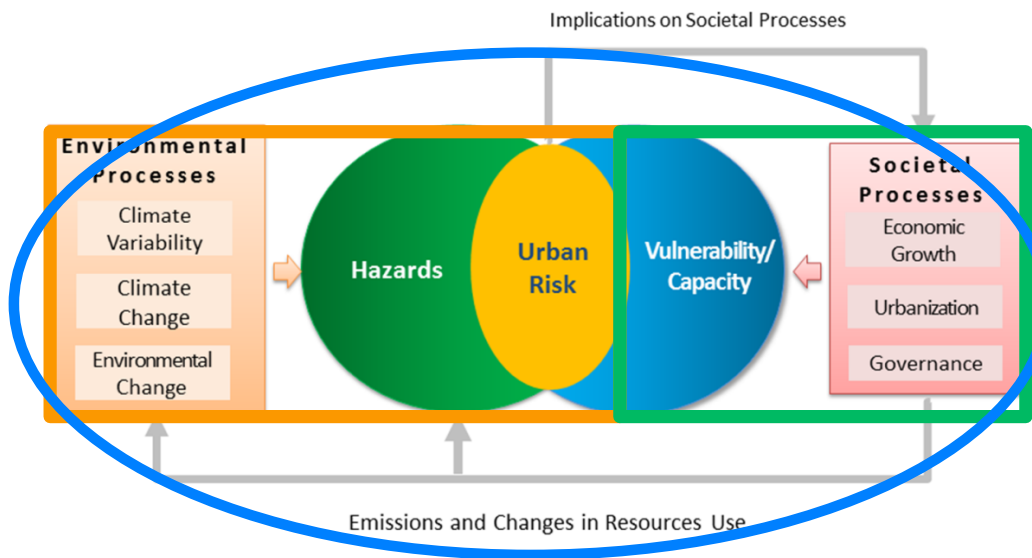 Implications on Societal Processes
Environmental
Processes
Climate
Variability
Climate
Change
Environmental
Change
Hazards
Urban
Risk
Vulnerability/
Capacity
Societal
Processes
Economic
Growth
Urbanization
Governance
Emissions and Changes in Resources Use